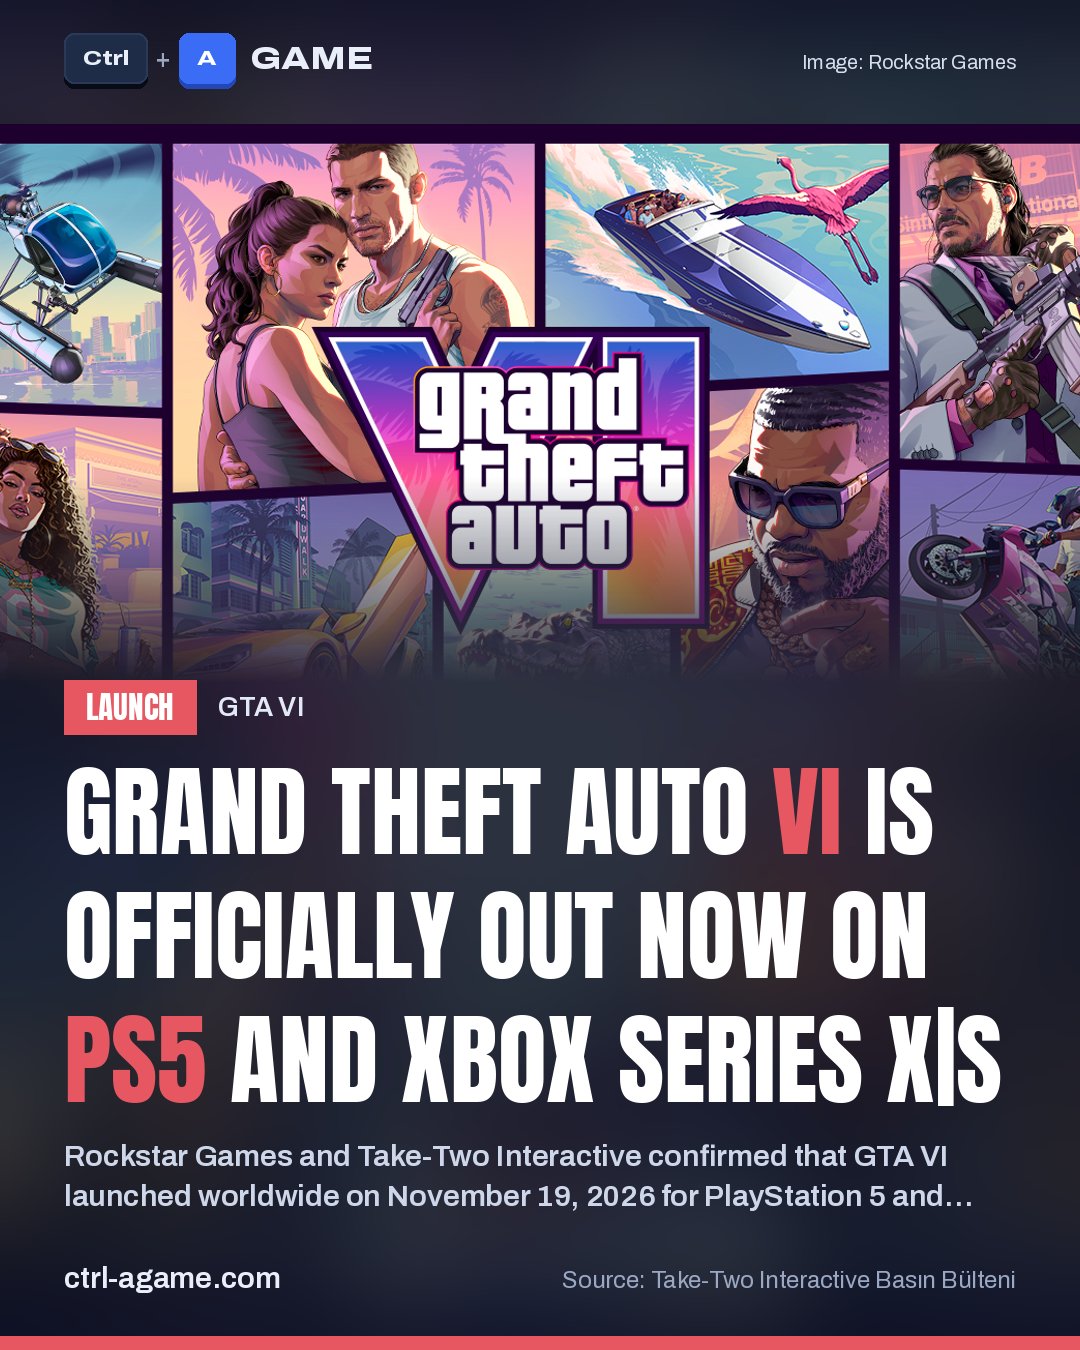 Ctrl + A GAME
Image: Rockstar Games
grand
theft
auto
VI
LAUNCH GTA VI
GRAND THEFT AUTO VI IS
OFFICIALLY OUT NOW ON
PS5 AND XBOX SERIES X|S
Rockstar Games and Take-Two Interactive confirmed that GTA VI
launched worldwide on November 19, 2026 for PlayStation 5 and...
ctrl-agame.com
Source: Take-Two Interactive Basın Bülteni